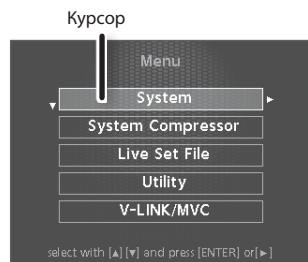 Курсор
Menu
System
System Compressor
Live Set File
Utility
V-LINK/MVC
select with [▲] [▼] and press [ENTER] or[►]